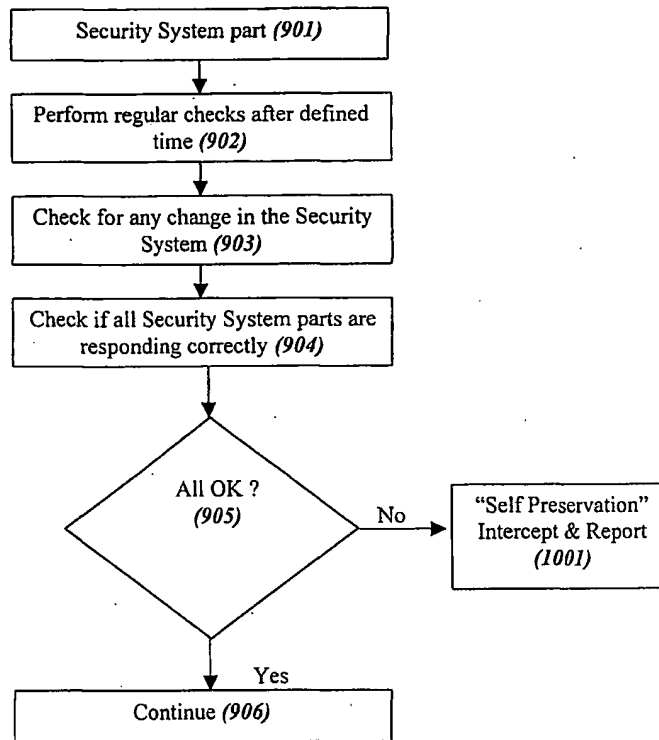 Security System part (901)
Perform regular checks after defined
time (902)
Check for any change in the Security
System (903)
Check if all Security System parts are
responding correctly (904)
All OK ?
(905)
No
“Self Preservation”
Intercept & Report
(1001)
Yes
Continue (906)